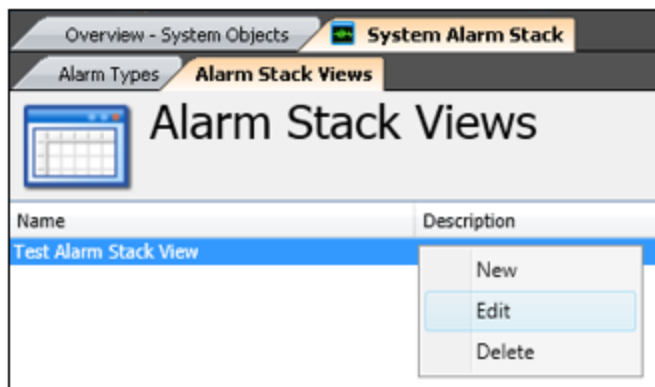 Overview - System Objects System Alarm Stack
Alarm Types Alarm Stack Views
Alarm Stack Views
Name Description
Test Alarm Stack View
New
Edit
Delete